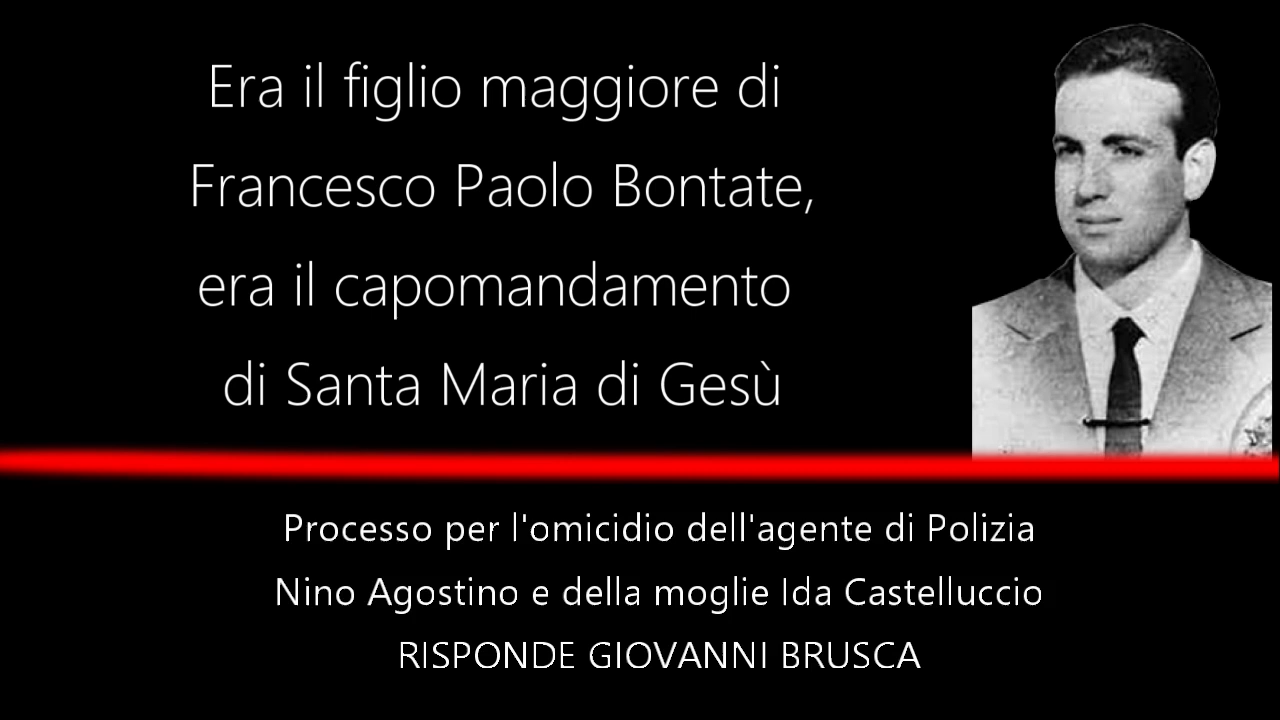 Era il figlio maggiore di
Francesco Paolo Bontate,
era il capomandamento
di Santa Maria di Gesù
Processo per l'omicidio dell'agente di Polizia
Nino Agostino e della moglie Ida Castelluccio
RISPONDE GIOVANNI BRUSCA